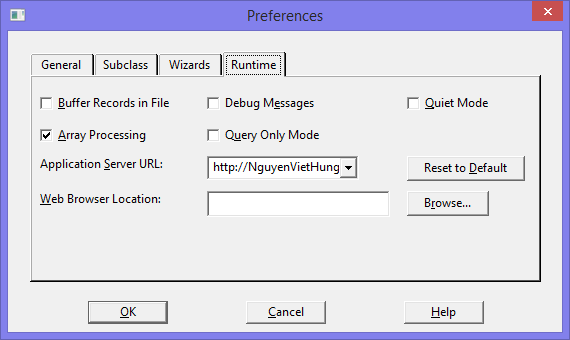 Preferences
General Subclass Wizards Runtime
Buffer Records in File Debug Messages Quiet Mode
Array Processing Query Only Mode
Application Server URL: http://NguyenVietHung Reset to Default
Web Browser Location: Browse...
OK Cancel Help